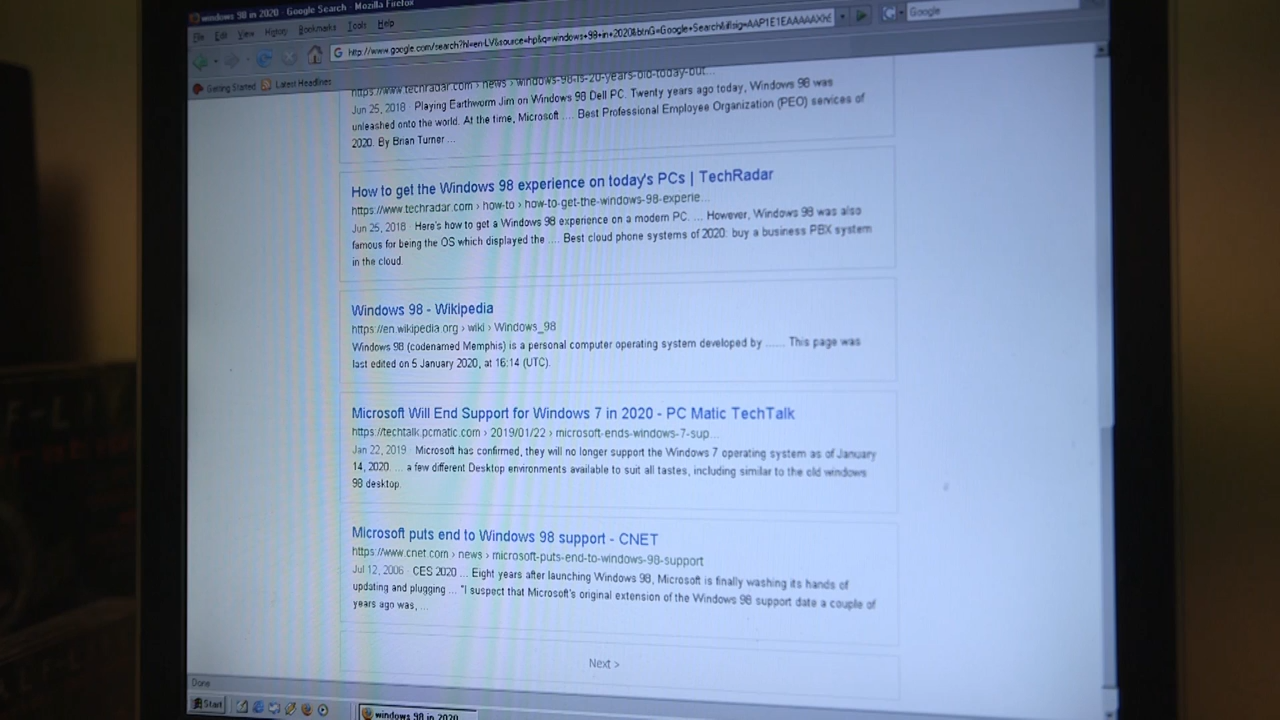 windows 98 in 2020 - Google Search - Mozilla Firefox
File Edit View History Bookmarks Tools Help
http://www.google.com/search?hl=en-LV&source=hp&q=windows+98+in+2020&btnG=Google+Search&iflsig=
Google
Getting Started Latest Headlines
https://www.techradar.com › news › windows-98-is-20-years-old-today-but...
Jun 25, 2018 · Playing Earthworm Jim on Windows 98 Dell PC. Twenty years ago today, Windows 98 was
unleashed onto the world. At the time, Microsoft .... Best Professional Employee Organization (PEO) services of
2020. By Brian Turner ...
How to get the Windows 98 experience on today's PCs | TechRadar
https://www.techradar.com › how-to › how-to-get-the-windows-98-experie...
Jun 25, 2018 · Here's how to get a Windows 98 experience on a modern PC. ... However, Windows 98 was also
famous for being the OS which displayed the .... Best cloud phone systems of 2020: buy a business PBX system
in the cloud.
Windows 98 - Wikipedia
https://en.wikipedia.org › wiki › Windows_98
Windows 98 (codenamed Memphis) is a personal computer operating system developed by ...... This page was
last edited on 5 January 2020, at 16:14 (UTC).
Microsoft Will End Support for Windows 7 in 2020 - PC Matic TechTalk
https://techtalk.pcmatic.com › 2019/01/22 › microsoft-ends-windows-7-sup...
Jan 22, 2019 · Microsoft has confirmed, they will no longer support the Windows 7 operating system as of January
14, 2020. ... a few different Desktop environments available to suit all tastes, including similar to the old windows
98 desktop.
Microsoft puts end to Windows 98 support - CNET
https://www.cnet.com › news › microsoft-puts-end-to-windows-98-support
Jul 12, 2006 · CES 2020 ... Eight years after launching Windows 98, Microsoft is finally washing its hands of
updating and plugging ... "I suspect that Microsoft's original extension of the Windows 98 support date a couple of
years ago was, ...
Next >
Done
Start
windows 98 in 2020